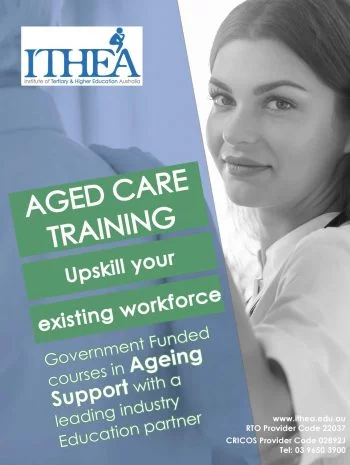 ITHEA
Institute of Tertiary & Higher Education Australia
AGED CARE
TRAINING
Upskill your
existing workforce
Government Funded
courses in Ageing
Support with a
leading industry
Education partner
www.ithea.edu.au
RTO Provider Code 22037
CRICOS Provider Code 02892J
Tel: 03 9650 3900